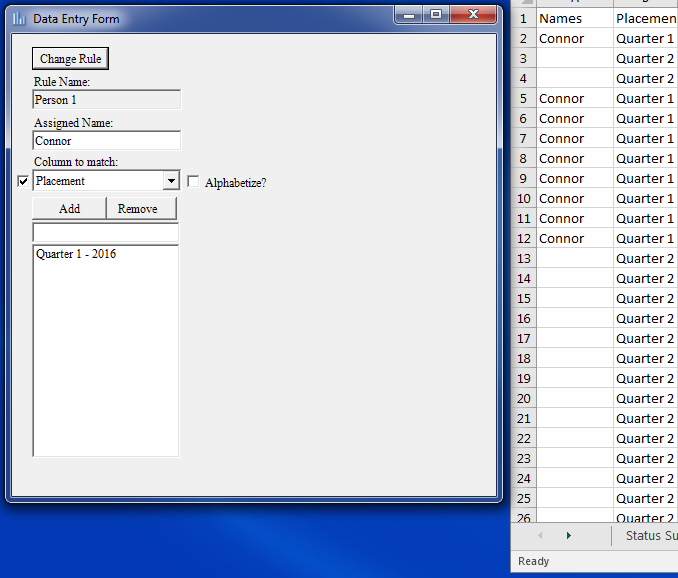 Data Entry Form
Change Rule
Rule Name:
Person 1
Assigned Name:
Connor
Column to match:
Placement
Alphabetize?
Add
Remove
Quarter 1 - 2016
1 Names Placemen
2 Connor Quarter 1
3 Quarter 2
4 Quarter 2
5 Connor Quarter 1
6 Connor Quarter 1
7 Connor Quarter 1
8 Connor Quarter 1
9 Connor Quarter 1
10 Connor Quarter 1
11 Connor Quarter 1
12 Connor Quarter 1
13 Quarter 2
14 Quarter 2
15 Quarter 2
16 Quarter 2
17 Quarter 2
18 Quarter 2
19 Quarter 2
20 Quarter 2
21 Quarter 2
22 Quarter 2
23 Quarter 2
24 Quarter 2
25 Quarter 2
26 Quarter 2
Status Su
Ready